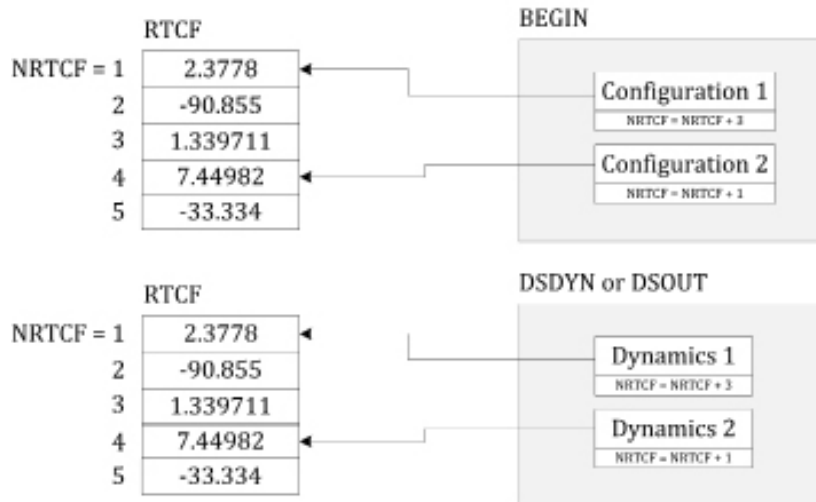 BEGIN
RTCF
NRTCF = 1 2.3778
2 -90.855
3 1.339711
4 7.44982
5 -33.334
Configuration 1
NRTCF = NRTCF + 3
Configuration 2
NRTCF = NRTCF + 1
DSDYN or DSOUT
RTCF
NRTCF = 1 2.3778
2 -90.855
3 1.339711
4 7.44982
5 -33.334
Dynamics 1
NRTCF = NRTCF + 3
Dynamics 2
NRTCF = NRTCF + 1